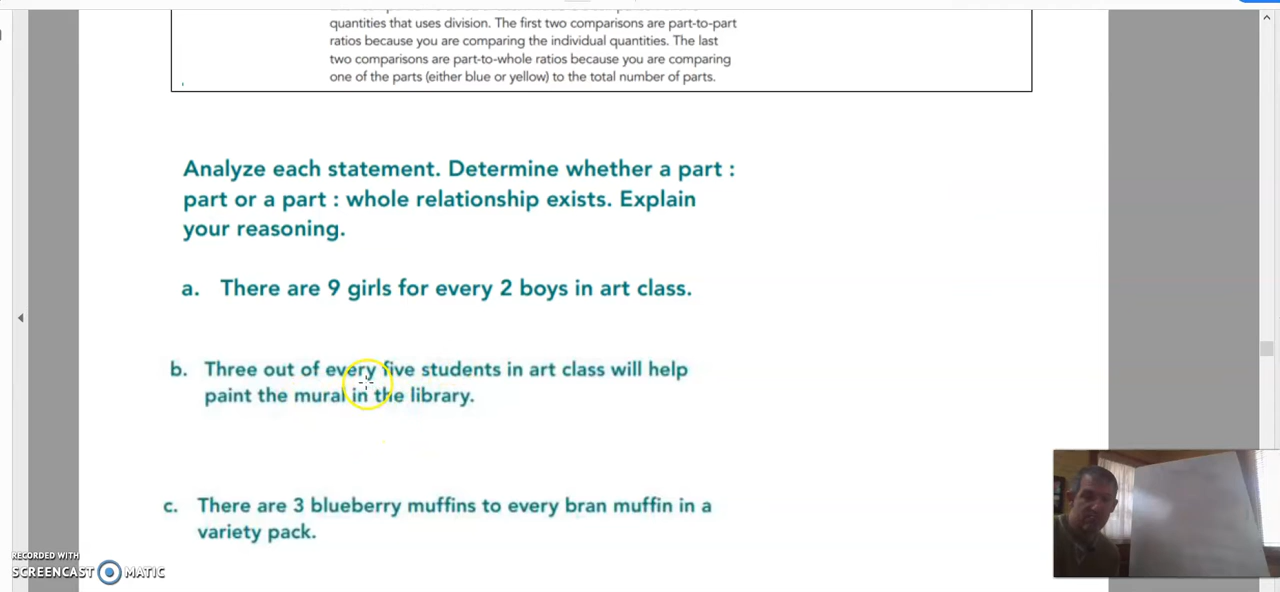 quantities that uses division. The first two comparisons are part-to-part
ratios because you are comparing the individual quantities. The last
two comparisons are part-to-whole ratios because you are comparing
one of the parts (either blue or yellow) to the total number of parts.
Analyze each statement. Determine whether a part :
part or a part : whole relationship exists. Explain
your reasoning.
a. There are 9 girls for every 2 boys in art class.
b. Three out of every five students in art class will help
paint the mural in the library.
c. There are 3 blueberry muffins to every bran muffin in a
variety pack.
RECORDED WITH
SCREENCAST MATIC